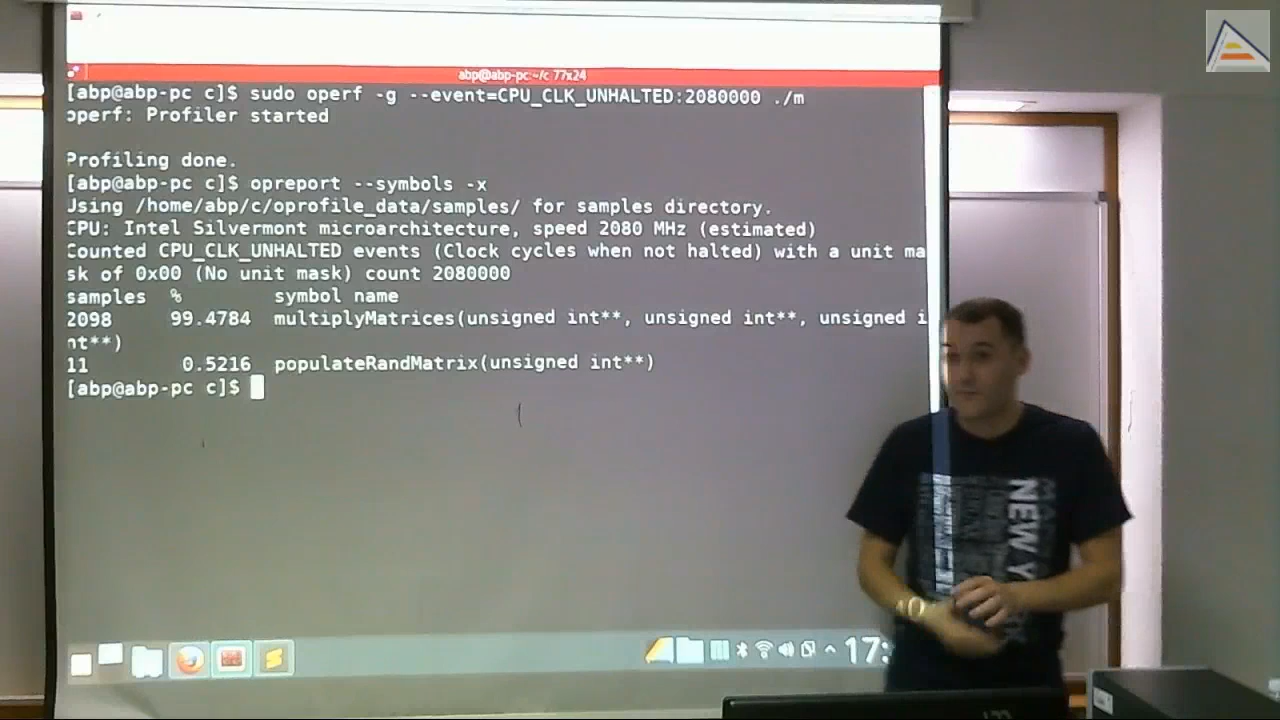 abp@abp-pc:~/c 77x24
[abp@abp-pc c]$ sudo operf -g --event=CPU_CLK_UNHALTED:2080000 ./m
operf: Profiler started
Profiling done.
[abp@abp-pc c]$ opreport --symbols -x
Using /home/abp/c/oprofile_data/samples/ for samples directory.
CPU: Intel Silvermont microarchitecture, speed 2080 MHz (estimated)
Counted CPU_CLK_UNHALTED events (Clock cycles when not halted) with a unit ma
sk of 0x00 (No unit mask) count 2080000
samples % symbol name
2098 99.4784 multiplyMatrices(unsigned int**, unsigned int**, unsigned i
nt**)
11 0.5216 populateRandMatrix(unsigned int**)
[abp@abp-pc c]$
17:
NEW Y